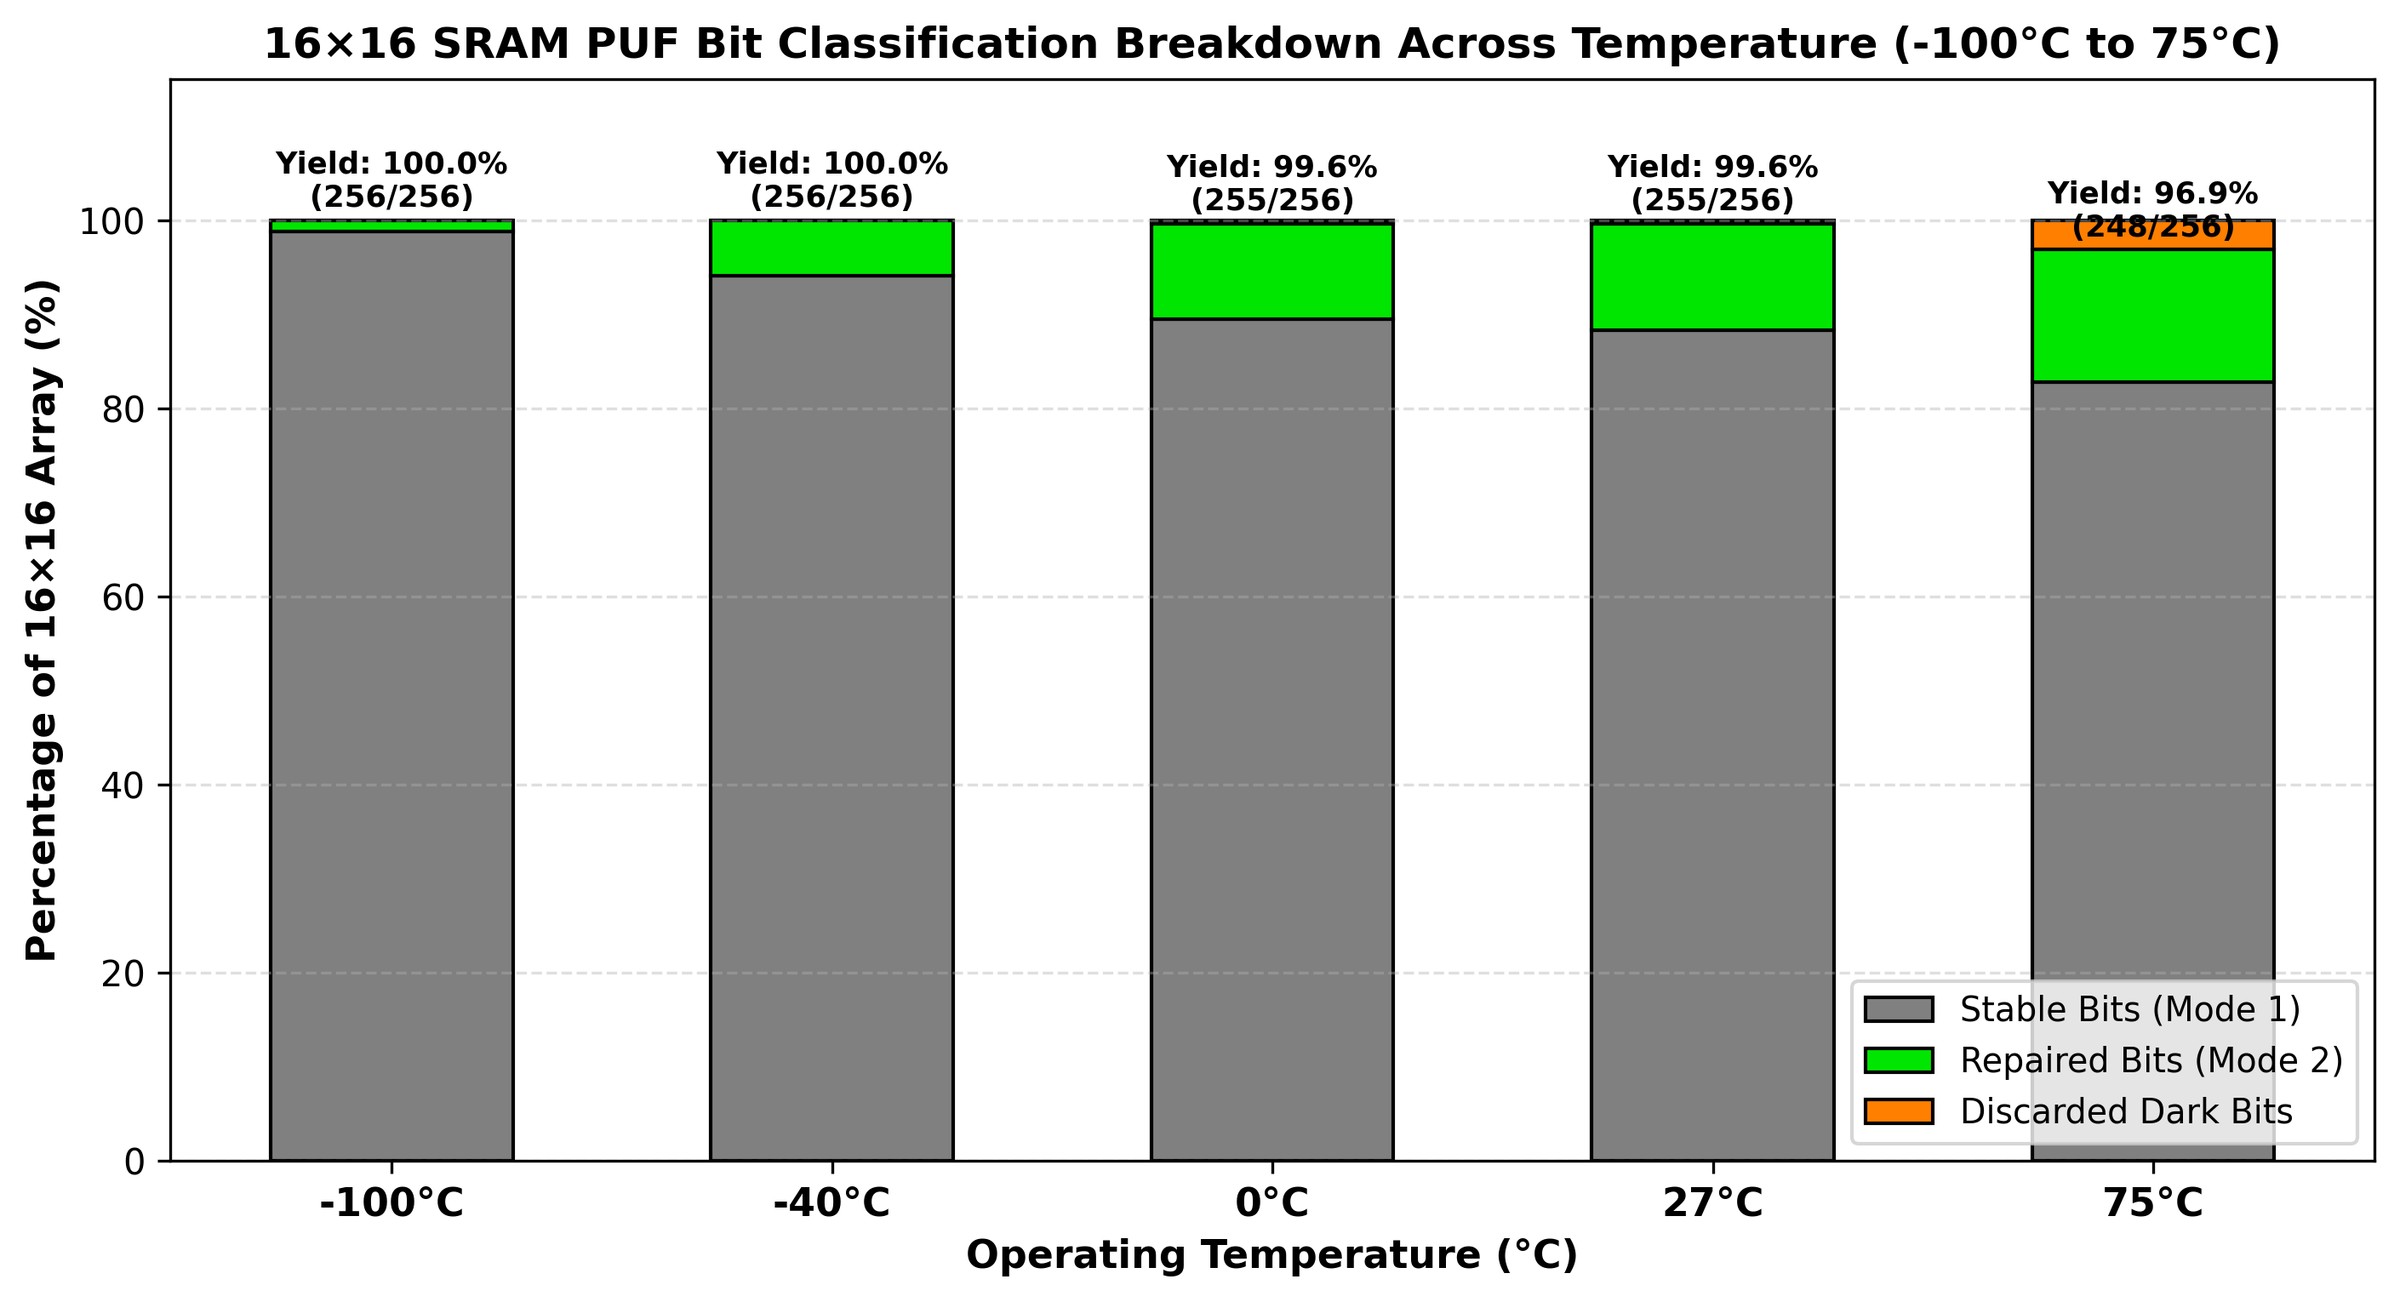 16×16 SRAM PUF Bit Classification Breakdown Across Temperature (-100°C to 75°C)
Yield: 100.0%
(256/256)
Yield: 100.0%
(256/256)
Yield: 99.6%
(255/256)
Yield: 99.6%
(255/256)
Yield: 96.9%
(248/256)
Percentage of 16×16 Array (%)
100
80
60
40
20
0
Stable Bits (Mode 1)
Repaired Bits (Mode 2)
Discarded Dark Bits
-100°C
-40°C
0°C
27°C
75°C
Operating Temperature (°C)